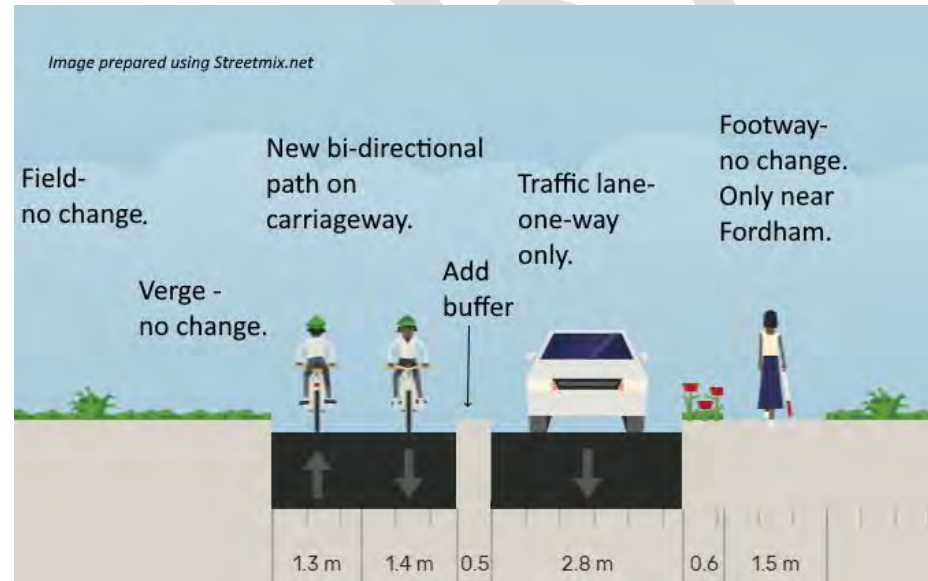 Image prepared using Streetmix.net
Field-
no change.
Verge -
no change.
New bi-directional
path on
carriageway.
Add
buffer
Traffic lane-
one-way
only.
Footway-
no change.
Only near
Fordham.
1.3 m
1.4 m
0.5
2.8 m
0.6
1.5 m